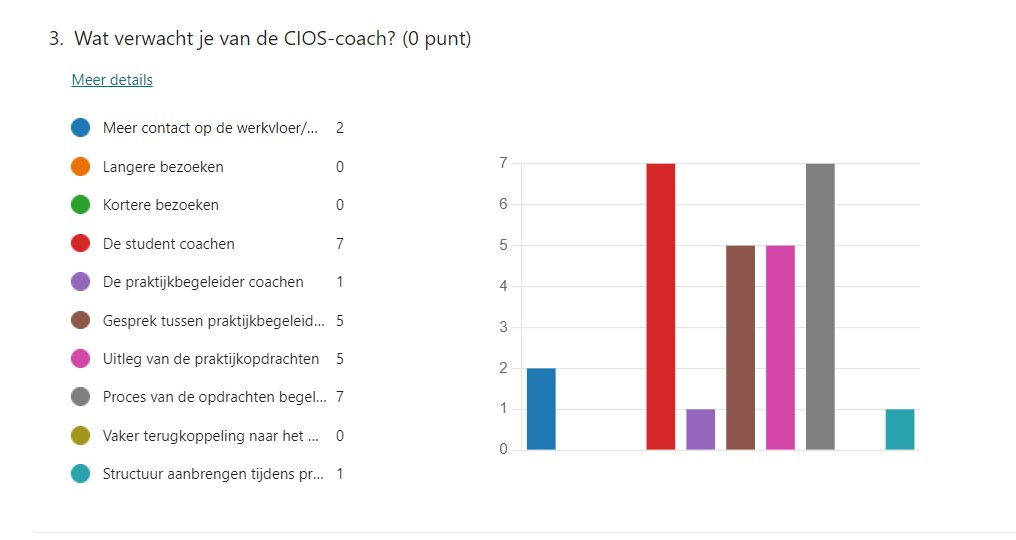 3. Wat verwacht je van de CIOS-coach? (0 punt)
Meer details
Meer contact op de werkvloer/... 2
Langere bezoeken 0
Kortere bezoeken 0
De student coachen 7
De praktijkbegeleider coachen 1
Gesprek tussen praktijkbegeleid... 5
Uitleg van de praktijkopdrachten 5
Proces van de opdrachten begel... 7
Vaker terugkoppeling naar het ... 0
Structuur aanbrengen tijdens pr... 1
7
6
5
4
3
2
1
0